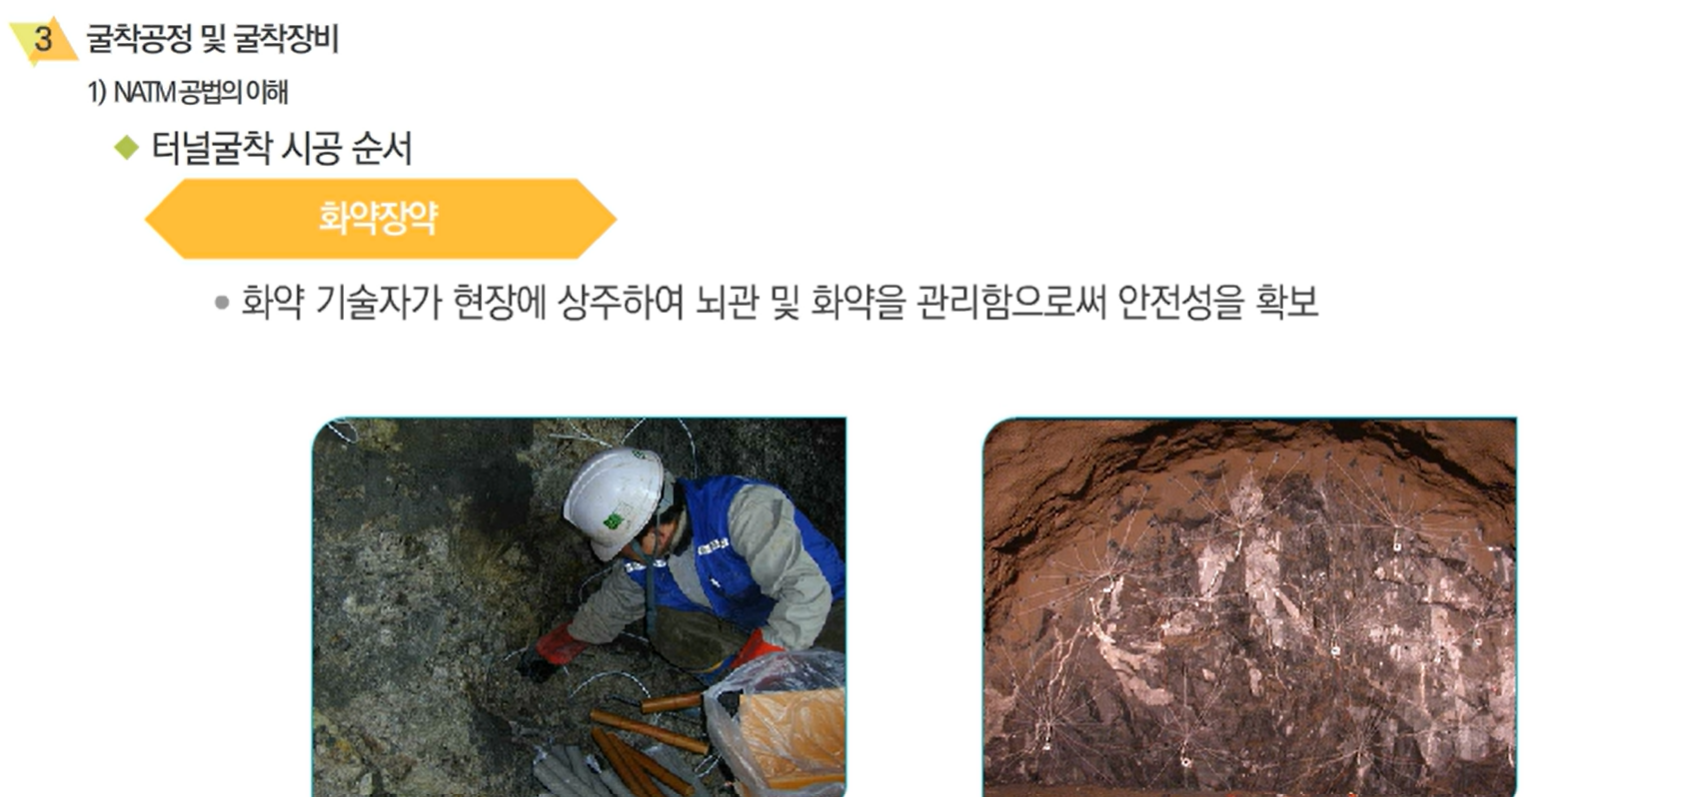 3 굴착공정 및 굴착장비
1) NATM 공법의 이해
◆ 터널굴착 시공 순서
화약장약
• 화약 기술자가 현장에 상주하여 뇌관 및 화약을 관리함으로써 안전성을 확보